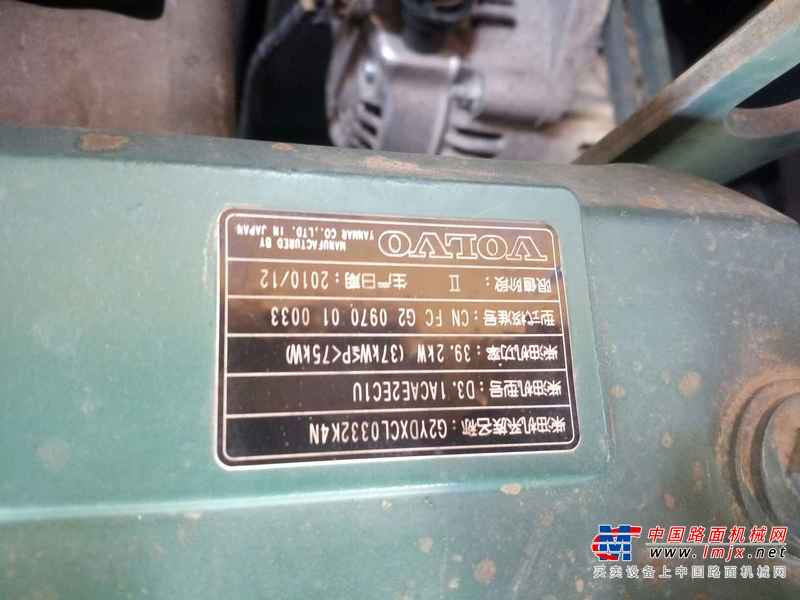 VOLVO MANUFACTURED BY
YANMAR CO., LTD. IN JAPAN
限值阶段：Ⅱ 生产日期：2010/12
型式核准号：CN FC G2 0970 01 0033
柴油机功率：39.2kW (37kW≤P<75kW)
柴油机型号：D3.1ACAE2EC1U
柴油机系族名称：G2YDXCL0332K4N
中国路面机械网
www.lmjx.net
买卖设备上中国路面机械网